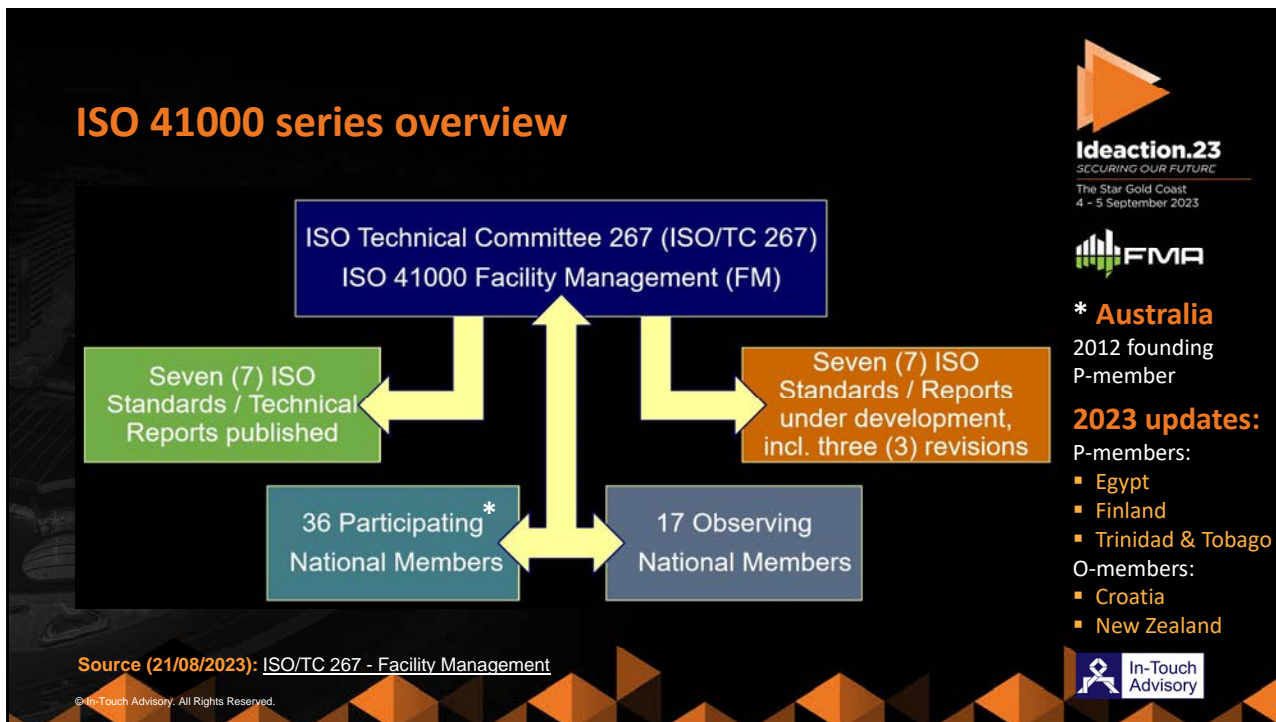 ISO 41000 series overview
ISO Technical Committee 267 (ISO/TC 267)
ISO 41000 Facility Management (FM)
Seven (7) ISO
Standards / Technical
Reports published
Seven (7) ISO
Standards / Reports
under development,
incl. three (3) revisions
36 Participating*
National Members
17 Observing
National Members
Source (21/08/2023): ISO/TC 267 - Facility Management
© In-Touch Advisory. All Rights Reserved.
Ideaction.23
SECURING OUR FUTURE
The Star Gold Coast
4 – 5 September 2023
FMA
* Australia
2012 founding
P-member
2023 updates:
P-members:
▪ Egypt
▪ Finland
▪ Trinidad & Tobago
O-members:
▪ Croatia
▪ New Zealand
In-Touch
Advisory